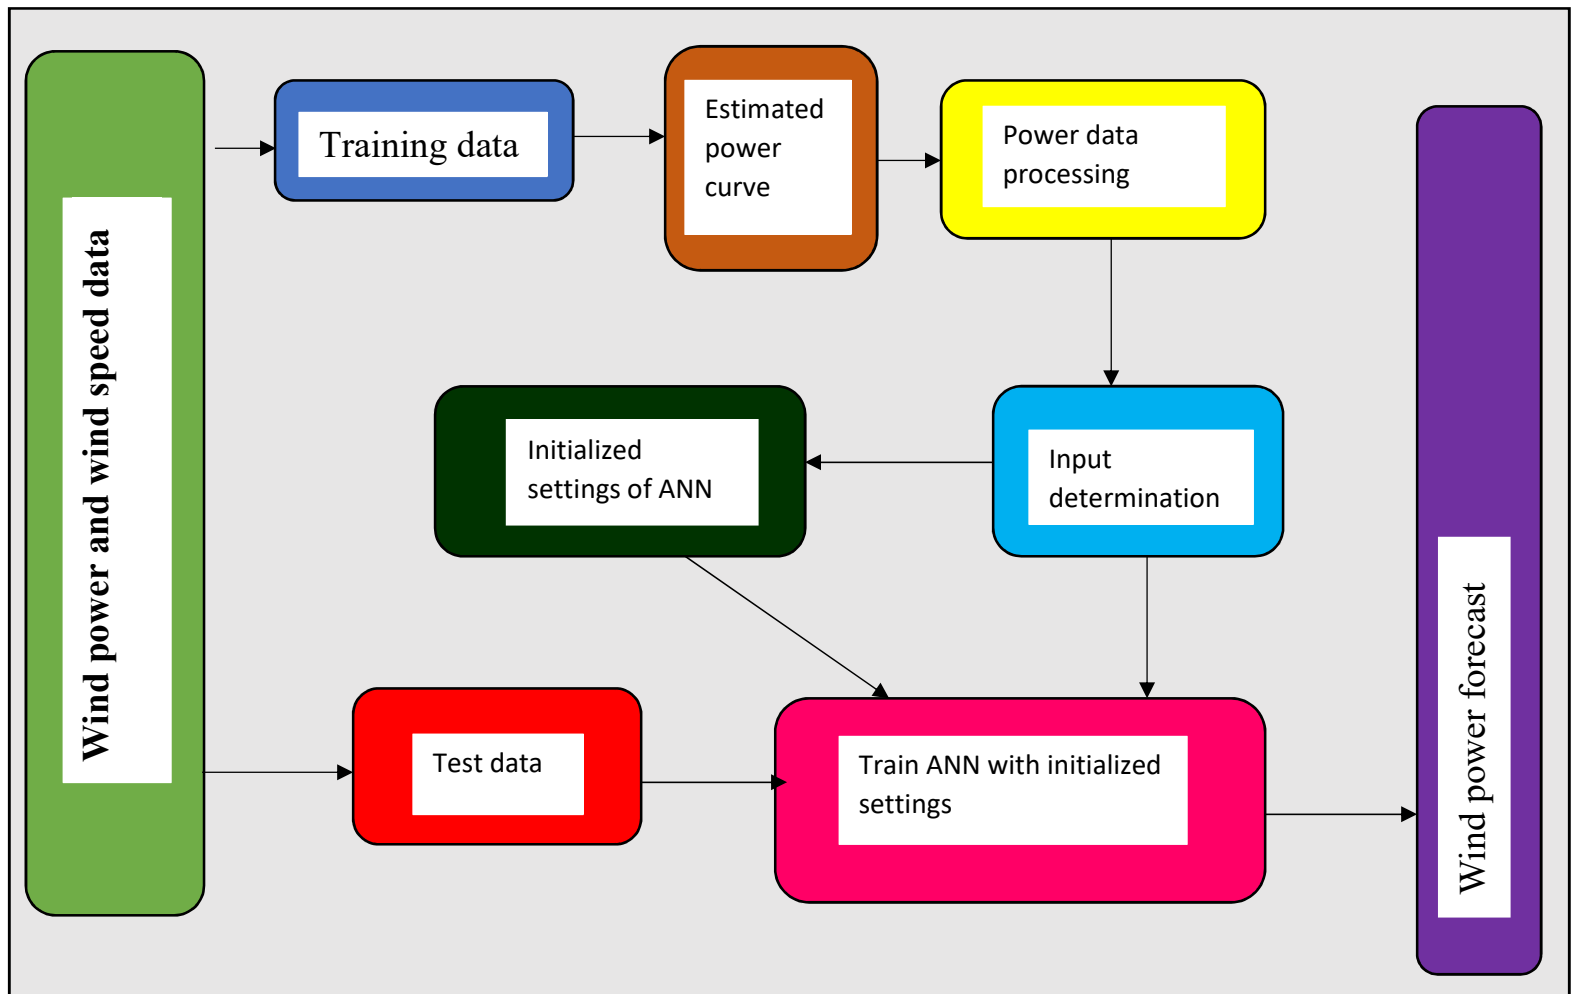 Wind power and wind speed data
Training data
Estimated
power
curve
Power data
processing
Initialized
settings of ANN
Input
determination
Test data
Train ANN with initialized
settings
Wind power forecast